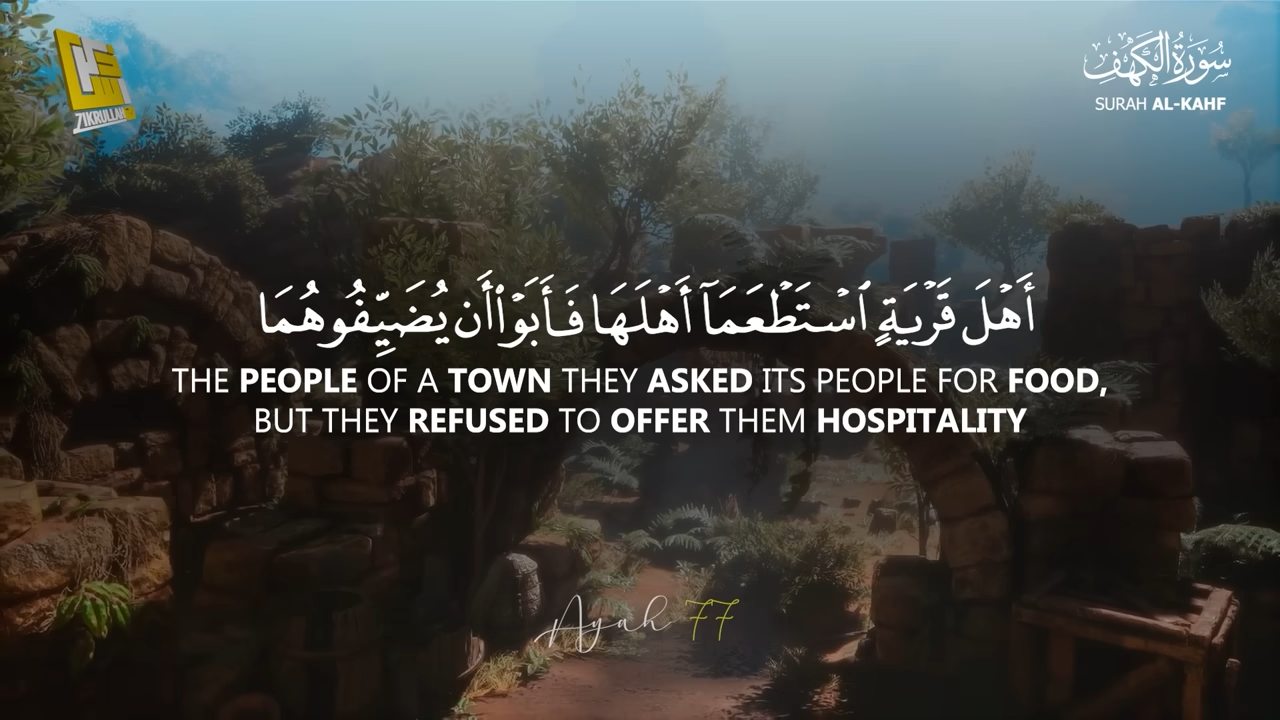 ZIKRULLAH
سُورَةُ الكَهْفِ
SURAH AL-KAHF
أَهْلَ قَرْيَةٍ ٱسْتَطْعَمَآ أَهْلَهَا فَأَبَوْا۟ أَن يُضَيِّفُوهُمَا
THE PEOPLE OF A TOWN THEY ASKED ITS PEOPLE FOR FOOD,
BUT THEY REFUSED TO OFFER THEM HOSPITALITY
Ayah 77